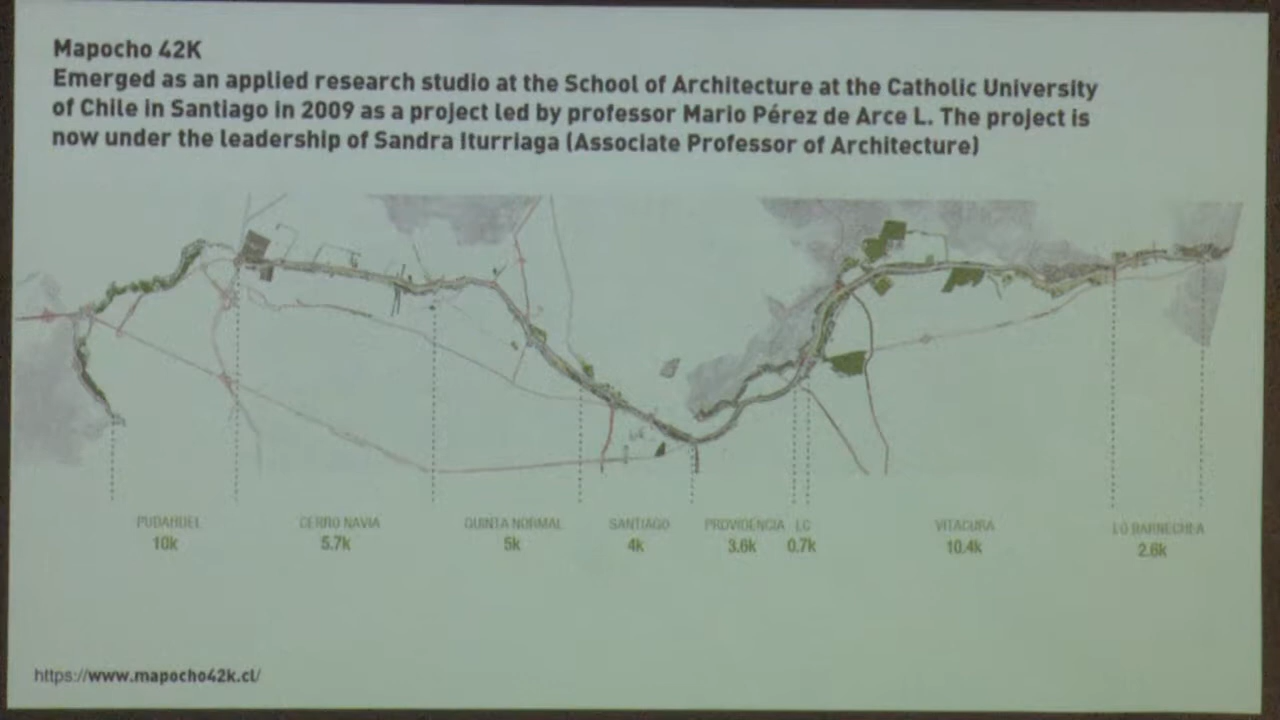 Mapocho 42K
Emerged as an applied research studio at the School of Architecture at the Catholic University
of Chile in Santiago in 2009 as a project led by professor Mario Pérez de Arce L. The project is
now under the leadership of Sandra Iturriaga (Associate Professor of Architecture)
PUDAHUEL CERRO NAVIA QUINTA NORMAL SANTIAGO PROVIDENCIA LC VITACURA LO BARNECHEA
10k 5.7k 5k 4k 3.6k 0.7k 10.4k 2.6k
https://www.mapocho42k.cl/